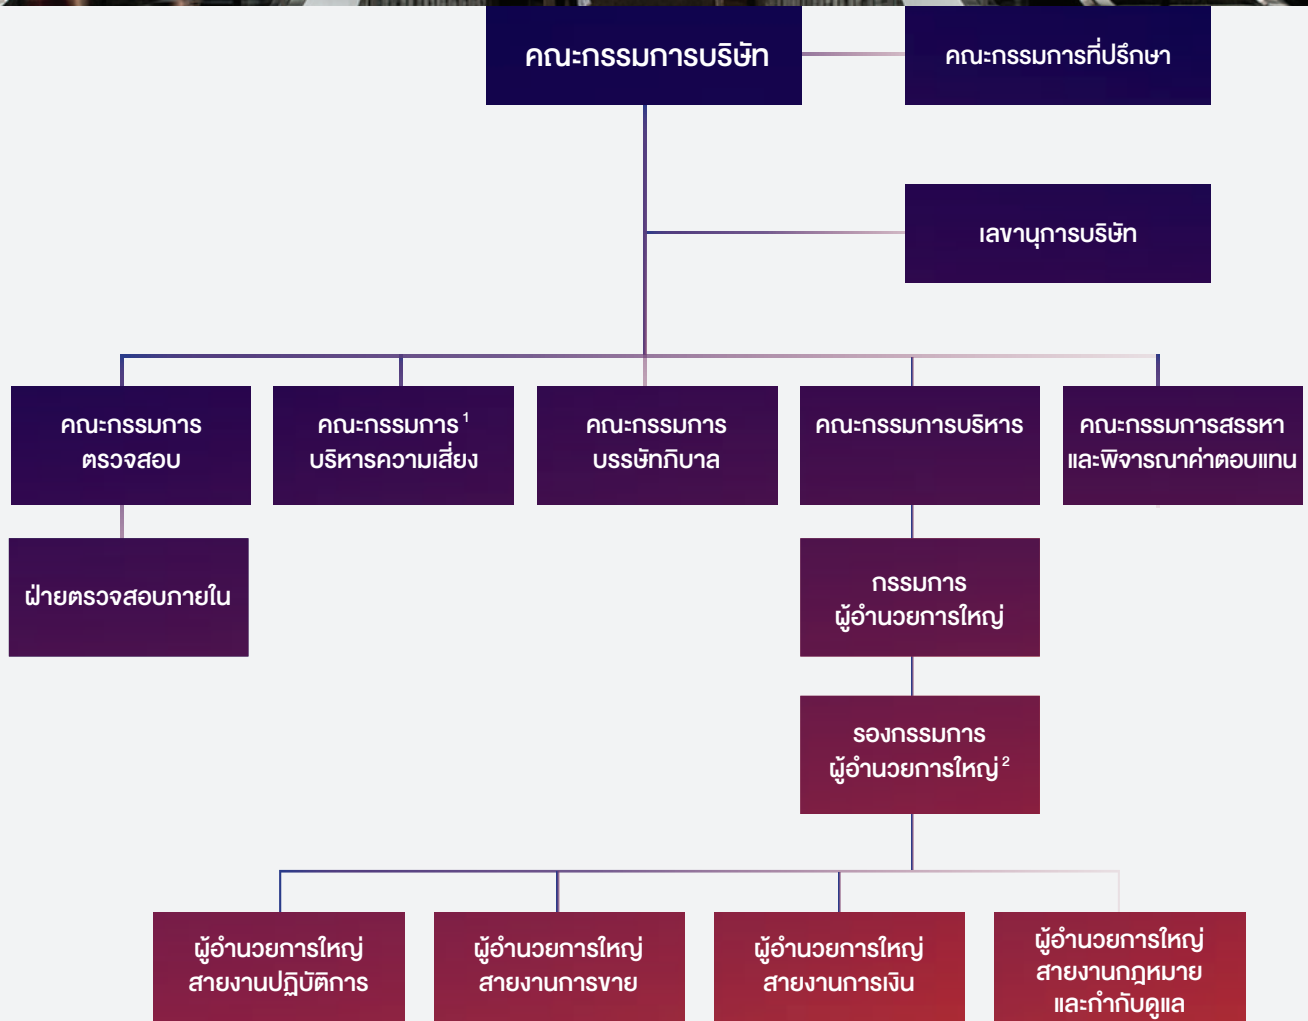 คณะกรรมการบริษัท
คณะกรรมการที่ปรึกษา
เลขานุการบริษัท
คณะกรรมการ
ตรวจสอบ
คณะกรรมการ ¹
บริหารความเสี่ยง
คณะกรรมการ
บรรษัทภิบาล
คณะกรรมการบริหาร
คณะกรรมการสรรหา
และพิจารณาค่าตอบแทน
ฝ่ายตรวจสอบภายใน
กรรมการ
ผู้อำนวยการใหญ่
รองกรรมการ
ผู้อำนวยการใหญ่ ²
ผู้อำนวยการใหญ่
สายงานปฏิบัติการ
ผู้อำนวยการใหญ่
สายงานการขาย
ผู้อำนวยการใหญ่
สายงานการเงิน
ผู้อำนวยการใหญ่
สายงานกฎหมาย
และกำกับดูแล